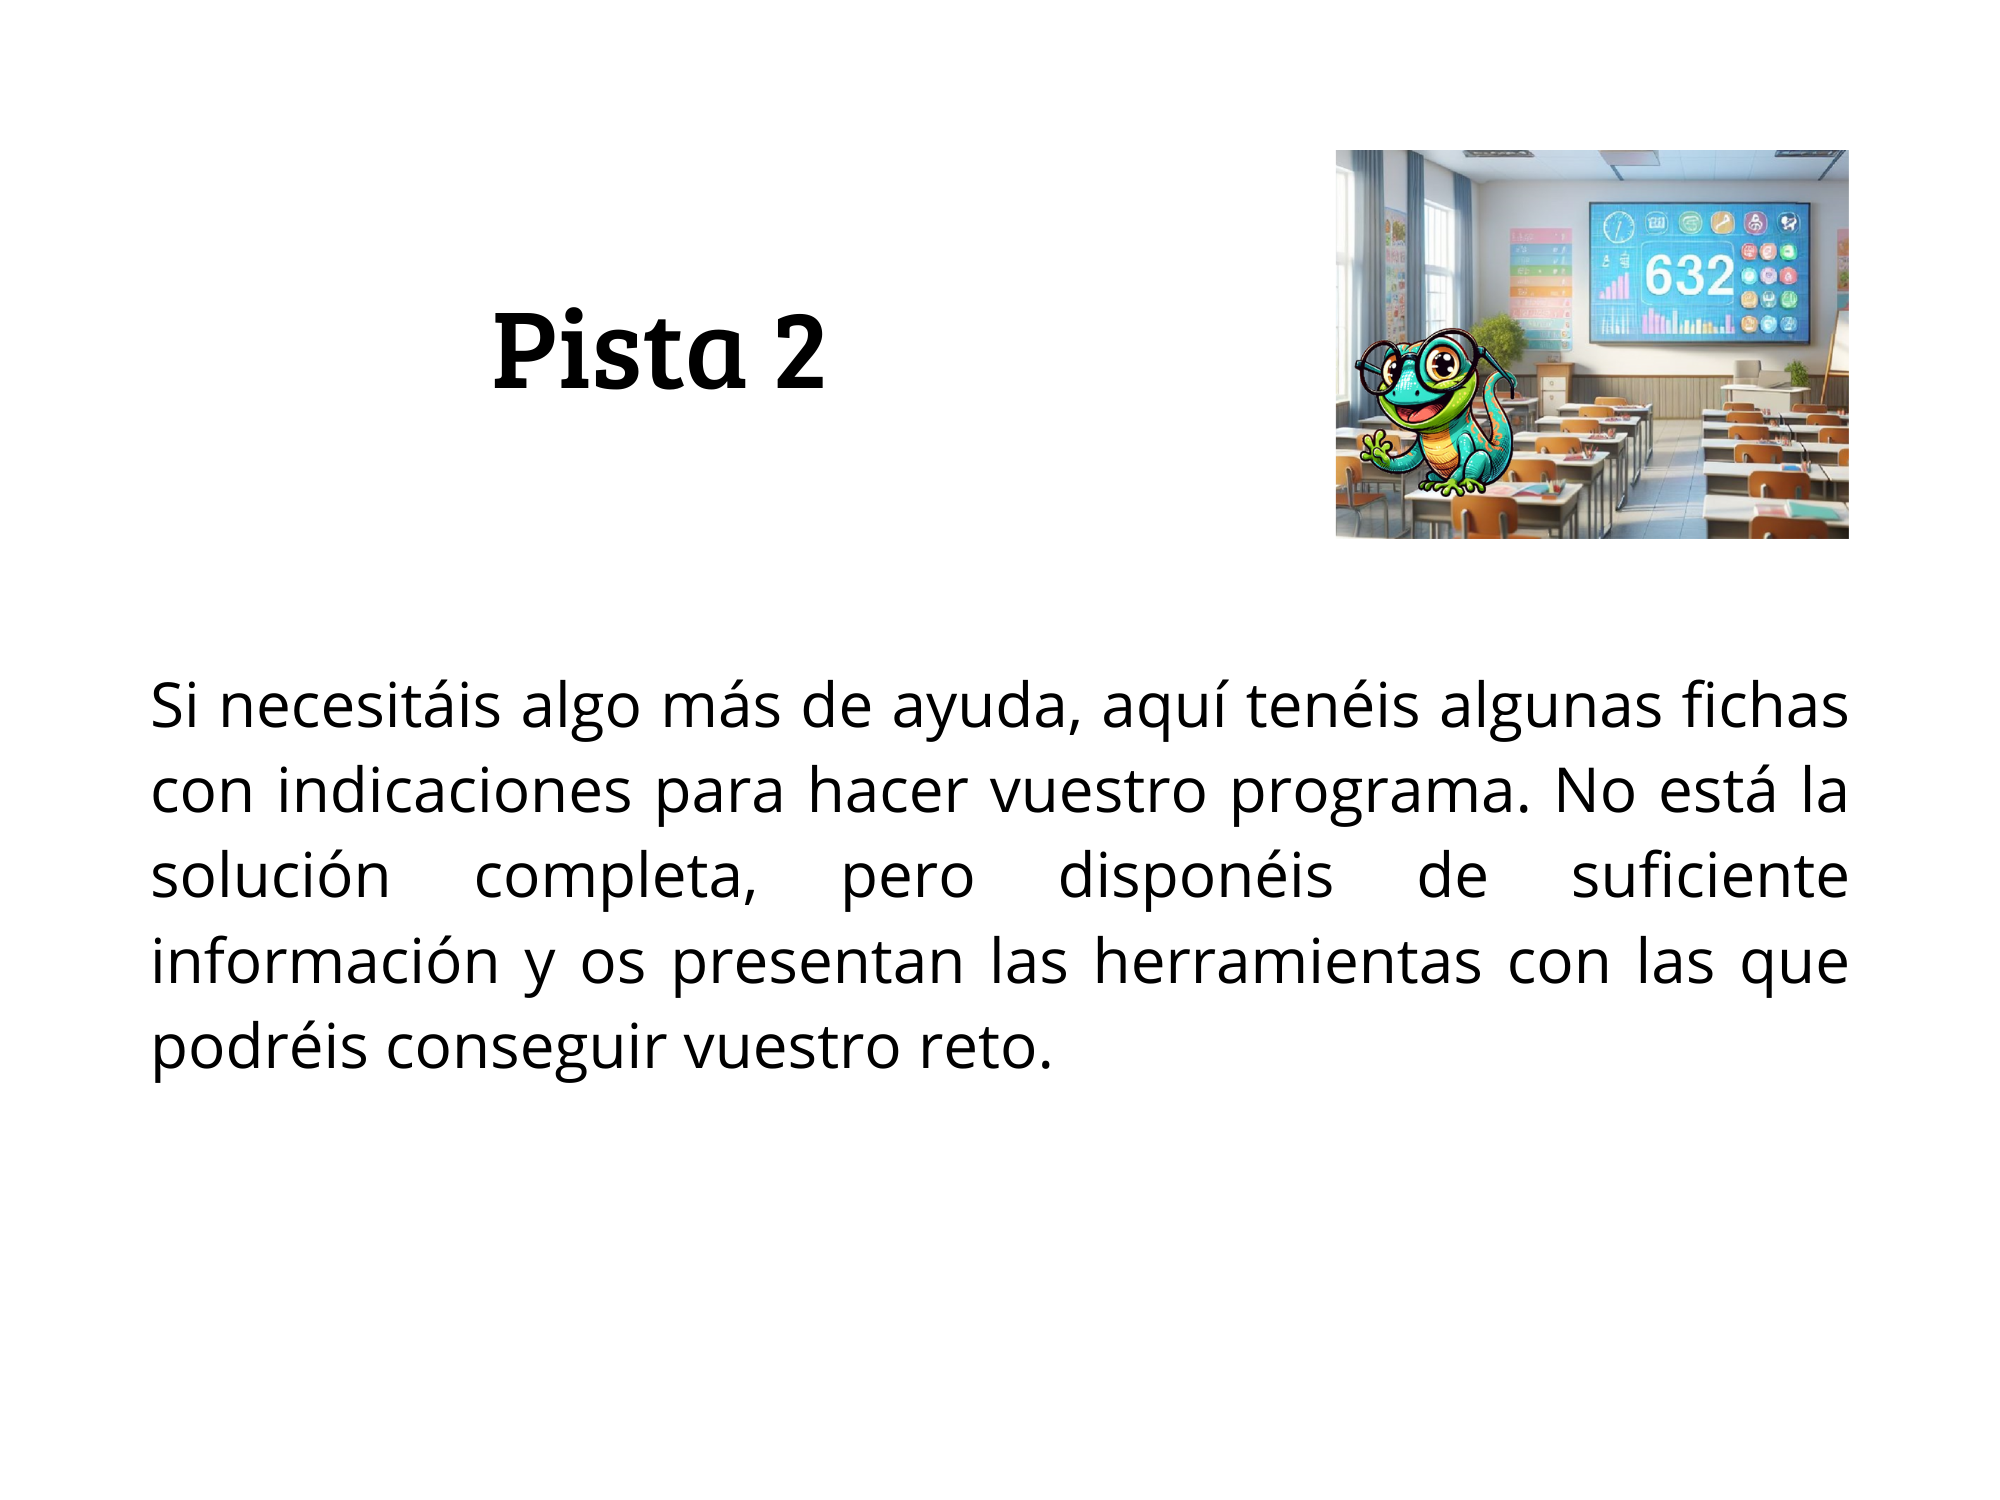 Pista 2
632
Si necesitáis algo más de ayuda, aquí tenéis algunas fichas
con indicaciones para hacer vuestro programa. No está la
solución completa, pero disponéis de suficiente
información y os presentan las herramientas con las que
podréis conseguir vuestro reto.